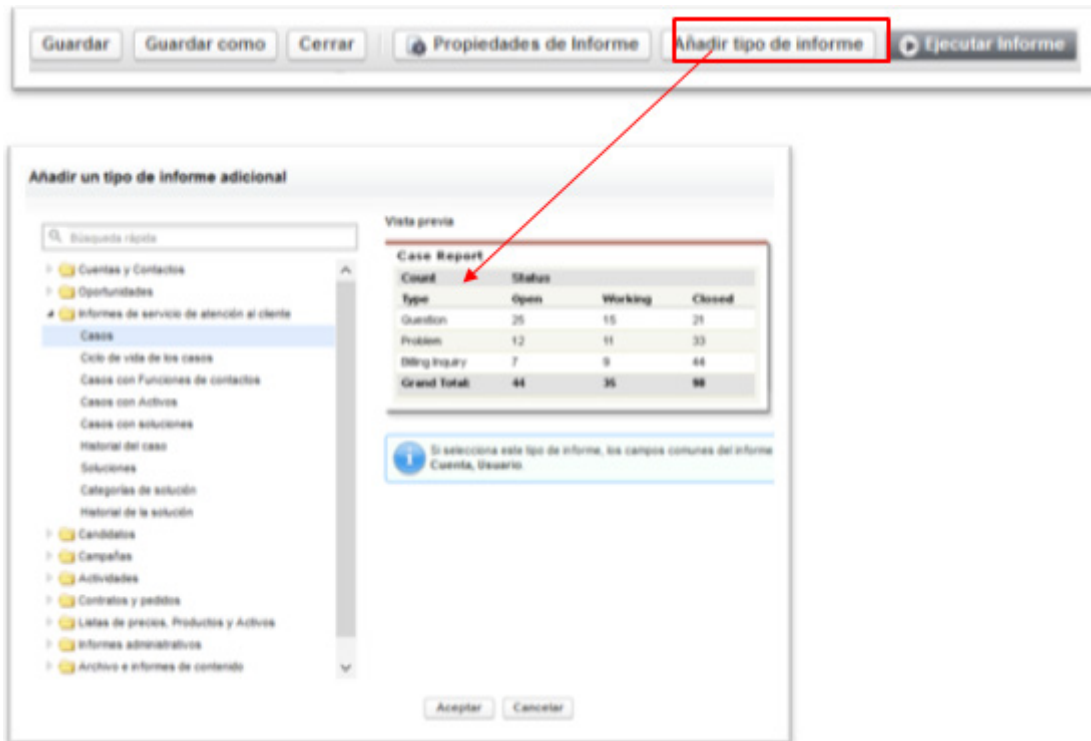 Guardar Guardar como Cerrar Propiedades de Informe Añadir tipo de informe Ejecutar Informe
Añadir un tipo de informe adicional
Búsqueda rápida
Cuentas y Contactos
Oportunidades
Informes de servicio de atención al cliente
Casos
Ciclo de vida de los casos
Casos con Funciones de contactos
Casos con Activos
Casos con soluciones
Historial del caso
Soluciones
Categorías de solución
Historial de la solución
Candidatos
Campañas
Actividades
Contratos y pedidos
Listas de precios, Productos y Activos
Informes administrativos
Archivo e informes de contenido
Vista previa
Case Report
Count Status
Type Open Working Closed
Question 25 15 21
Problem 12 11 33
Billing Inquiry 7 9 44
Grand Total: 44 35 98
Si selecciona este tipo de informe, los campos comunes del informe
Cuenta, Usuario.
Aceptar Cancelar